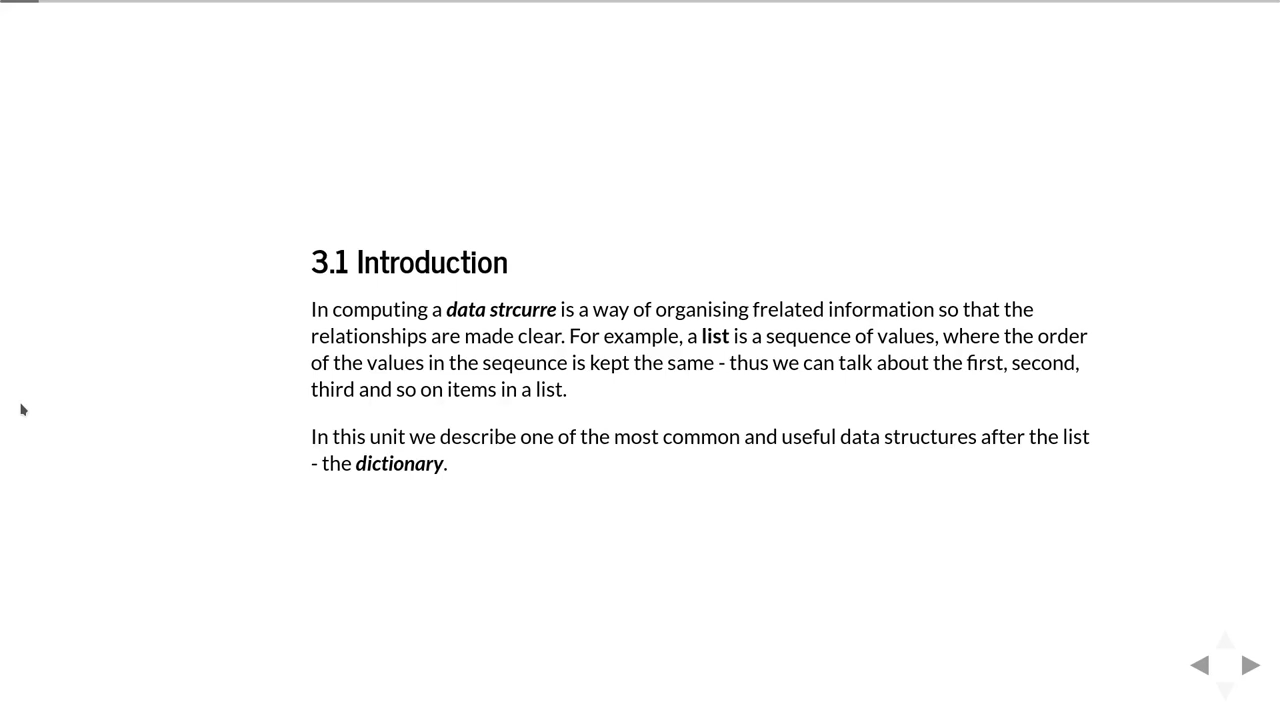 3.1 Introduction
In computing a data strcurre is a way of organising frelated information so that the
relationships are made clear. For example, a list is a sequence of values, where the order
of the values in the seqeunce is kept the same - thus we can talk about the first, second,
third and so on items in a list.
In this unit we describe one of the most common and useful data structures after the list
- the dictionary.